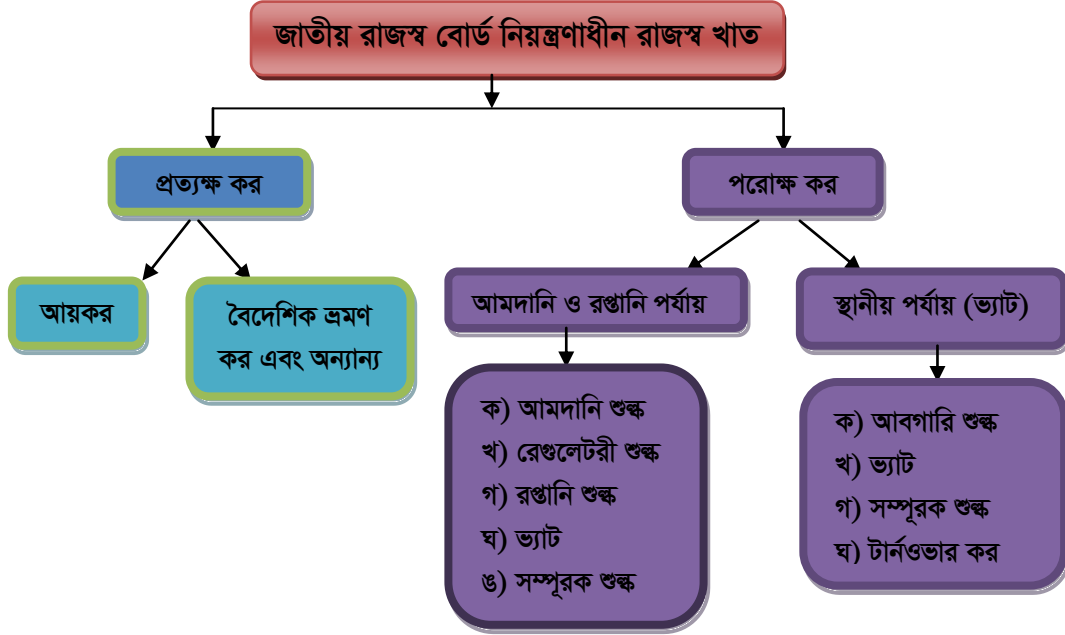 জাতীয় রাজস্ব বোর্ড নিয়ন্ত্রণাধীন রাজস্ব খাত
প্রত্যক্ষ কর
পরোক্ষ কর
আয়কর
বৈদেশিক ভ্রমণ
কর এবং অন্যান্য
আমদানি ও রপ্তানি পর্যায়
স্থানীয় পর্যায় (ভ্যাট)
ক) আমদানি শুল্ক
খ) রেগুলেটরী শুল্ক
গ) রপ্তানি শুল্ক
ঘ) ভ্যাট
ঙ) সম্পূরক শুল্ক
ক) আবগারি শুল্ক
খ) ভ্যাট
গ) সম্পূরক শুল্ক
ঘ) টার্নওভার কর